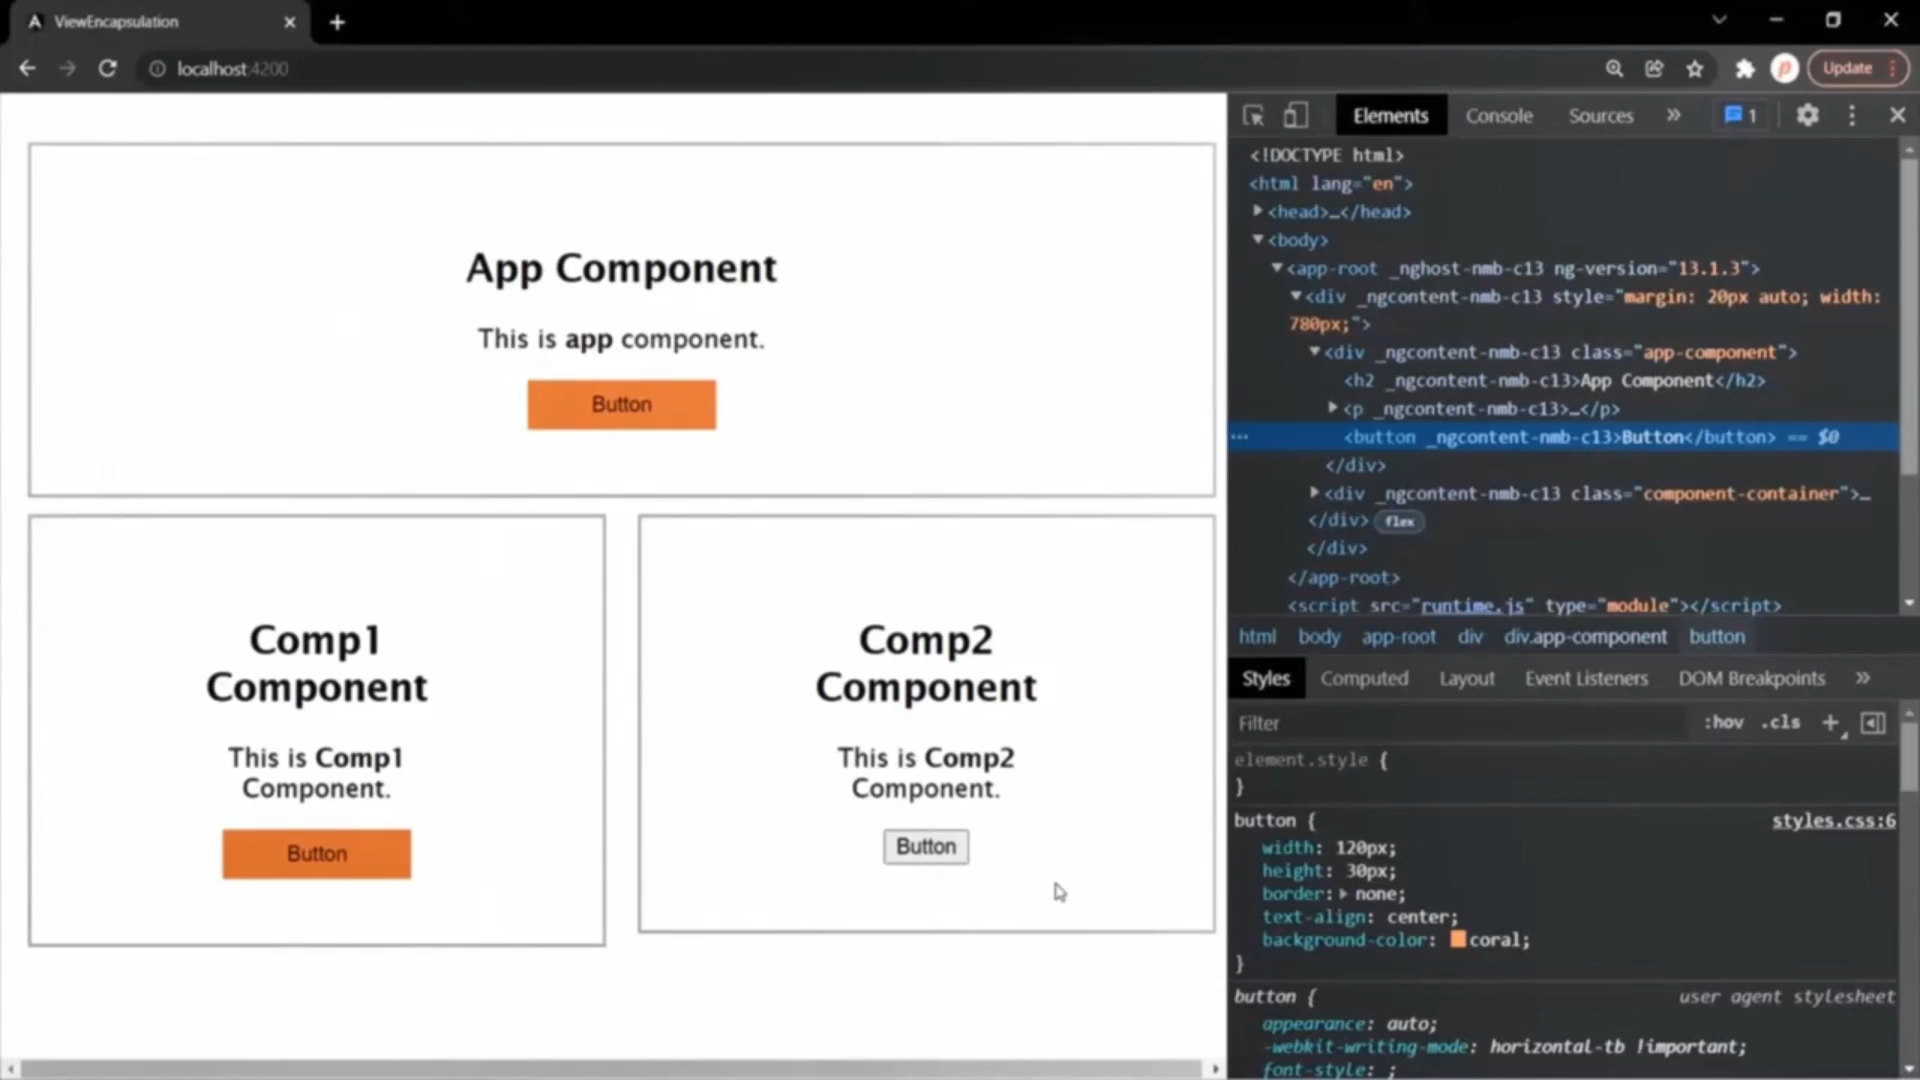 ViewEncapsulation
localhost:4200
Update
App Component
This is app component.
Button
Comp1
Component
This is Comp1
Component.
Button
Comp2
Component
This is Comp2
Component.
Button
Elements Console Sources » 1
<!DOCTYPE html>
<html lang="en">
<head>…</head>
<body>
<app-root _nghost-nmb-c13 ng-version="13.1.3">
<div _ngcontent-nmb-c13 style="margin: 20px auto; width:
780px;">
<div _ngcontent-nmb-c13 class="app-component">
<h2 _ngcontent-nmb-c13>App Component</h2>
<p _ngcontent-nmb-c13>…</p>
… <button _ngcontent-nmb-c13>Button</button> == $0
</div>
<div _ngcontent-nmb-c13 class="component-container">…
</div> flex
</div>
</app-root>
<script src="runtime.js" type="module"></script>
html body app-root div div.app-component button
Styles Computed Layout Event Listeners DOM Breakpoints »
Filter :hov .cls +
element.style {
}
button { styles.css:6
width: 120px;
height: 30px;
border: none;
text-align: center;
background-color: coral;
}
button { user agent stylesheet
appearance: auto;
-webkit-writing-mode: horizontal-tb !important;
font-style: ;